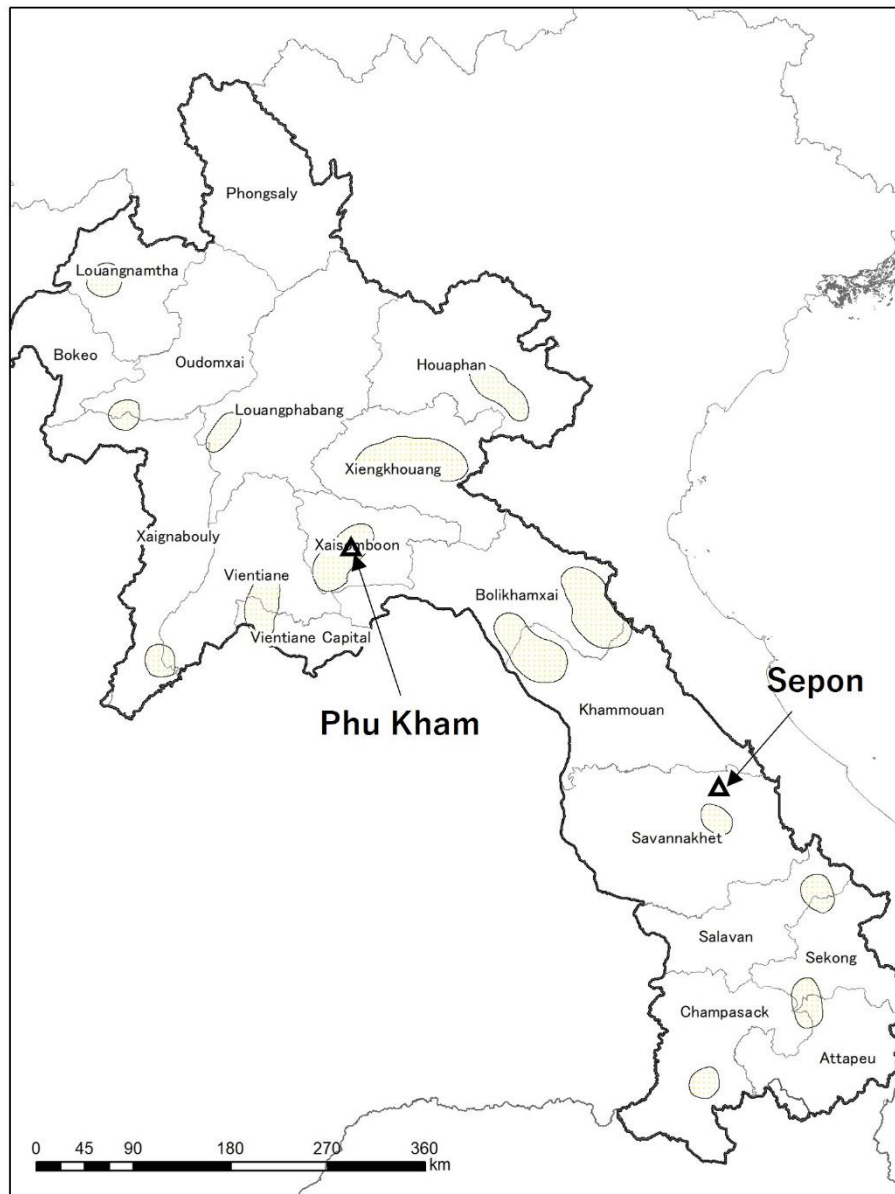 Phongsaly
Louangnamtha
Bokeo
Oudomxai
Houaphan
Louangphabang
Xiengkhouang
Xaignabouly
Xaisomboon
Vientiane
Bolikhamxai
Vientiane Capital
Sepon
Phu Kham
Khammouan
Savannakhet
Salavan
Sekong
Champasack
Attapeu
0 45 90 180 270 360
km